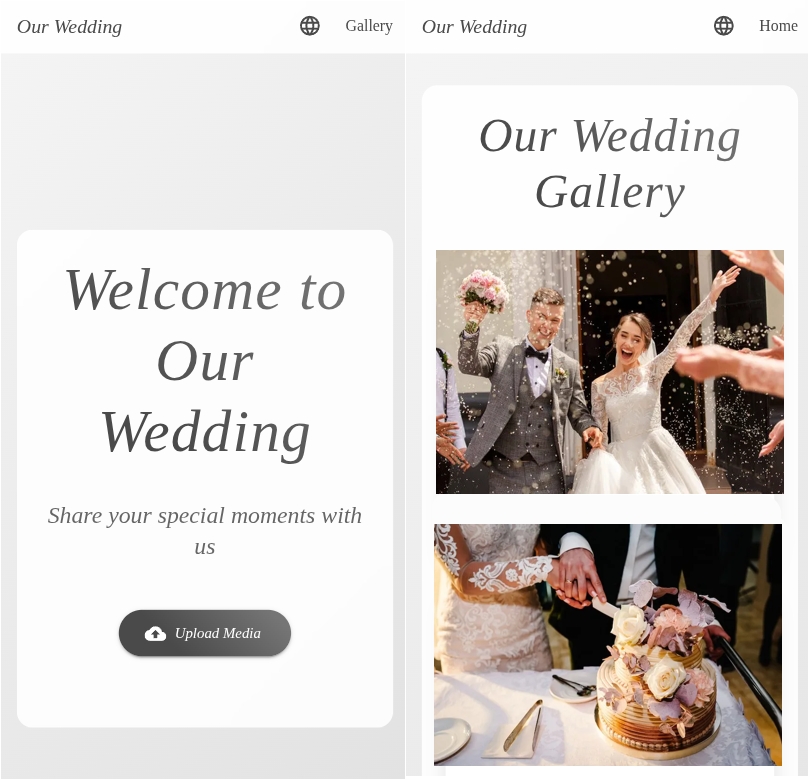 Our Wedding
Gallery
Welcome to
Our
Wedding
Share your special moments with
us
Upload Media
Our Wedding
Home
Our Wedding
Gallery